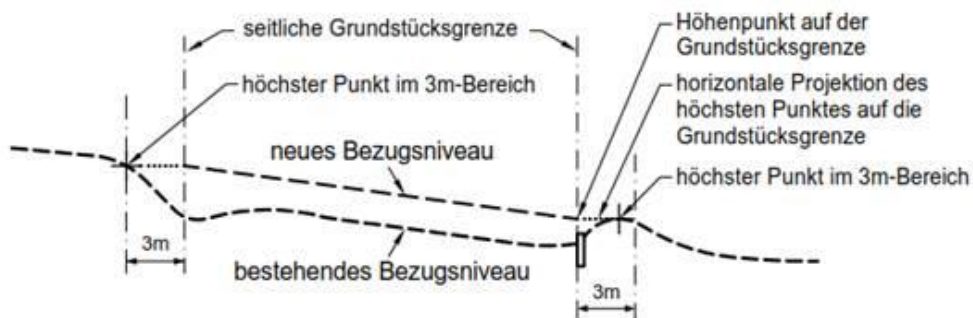 seitliche Grundstücksgrenze
Höhenpunkt auf der
Grundstücksgrenze
höchster Punkt im 3m-Bereich
horizontale Projektion des
höchsten Punktes auf die
Grundstücksgrenze
neues Bezugsniveau
höchster Punkt im 3m-Bereich
3m
bestehendes Bezugsniveau
3m